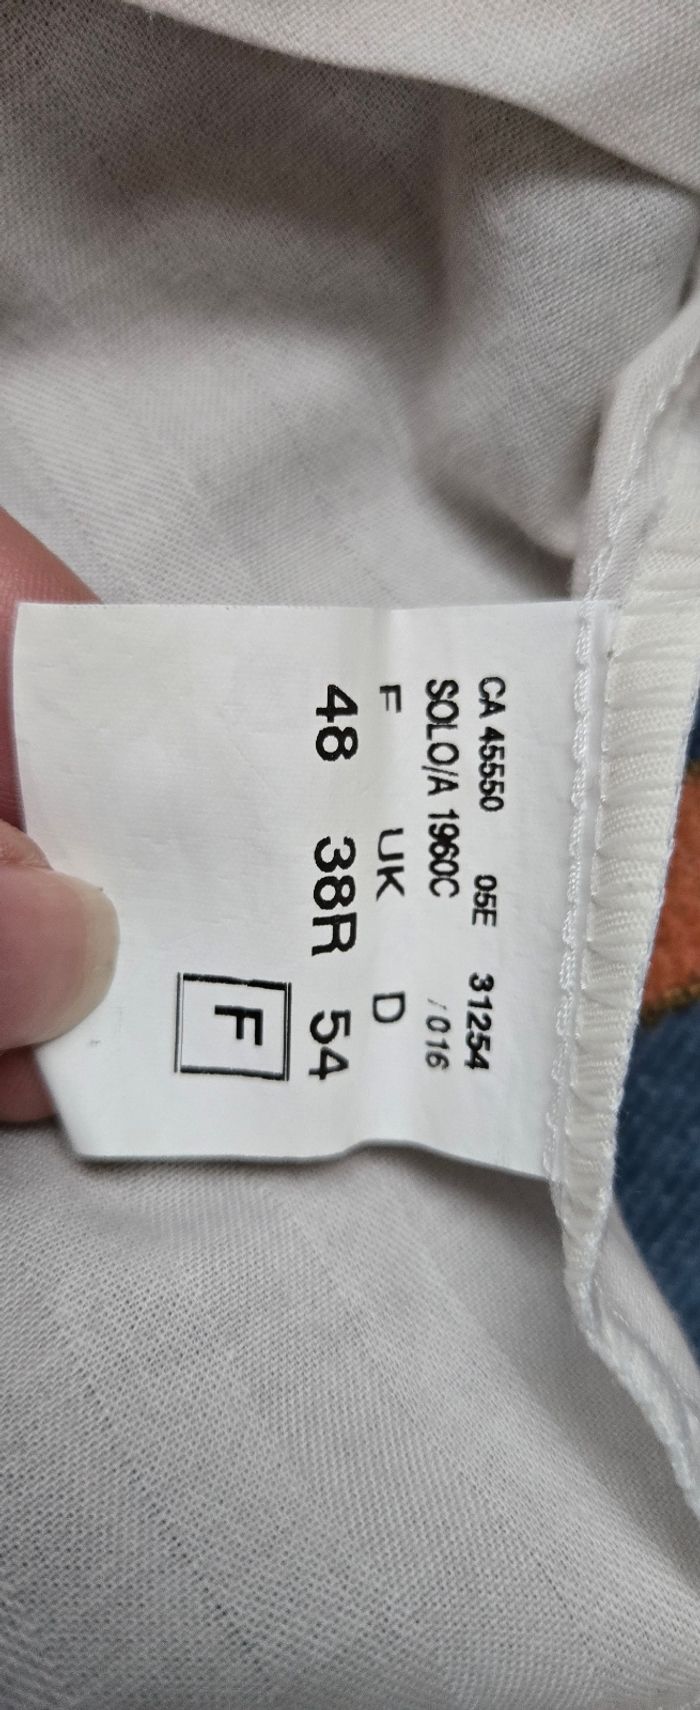 CA 45550 05E 31254
SOLO/A 1960C /016
F UK D
48 38R 54
F